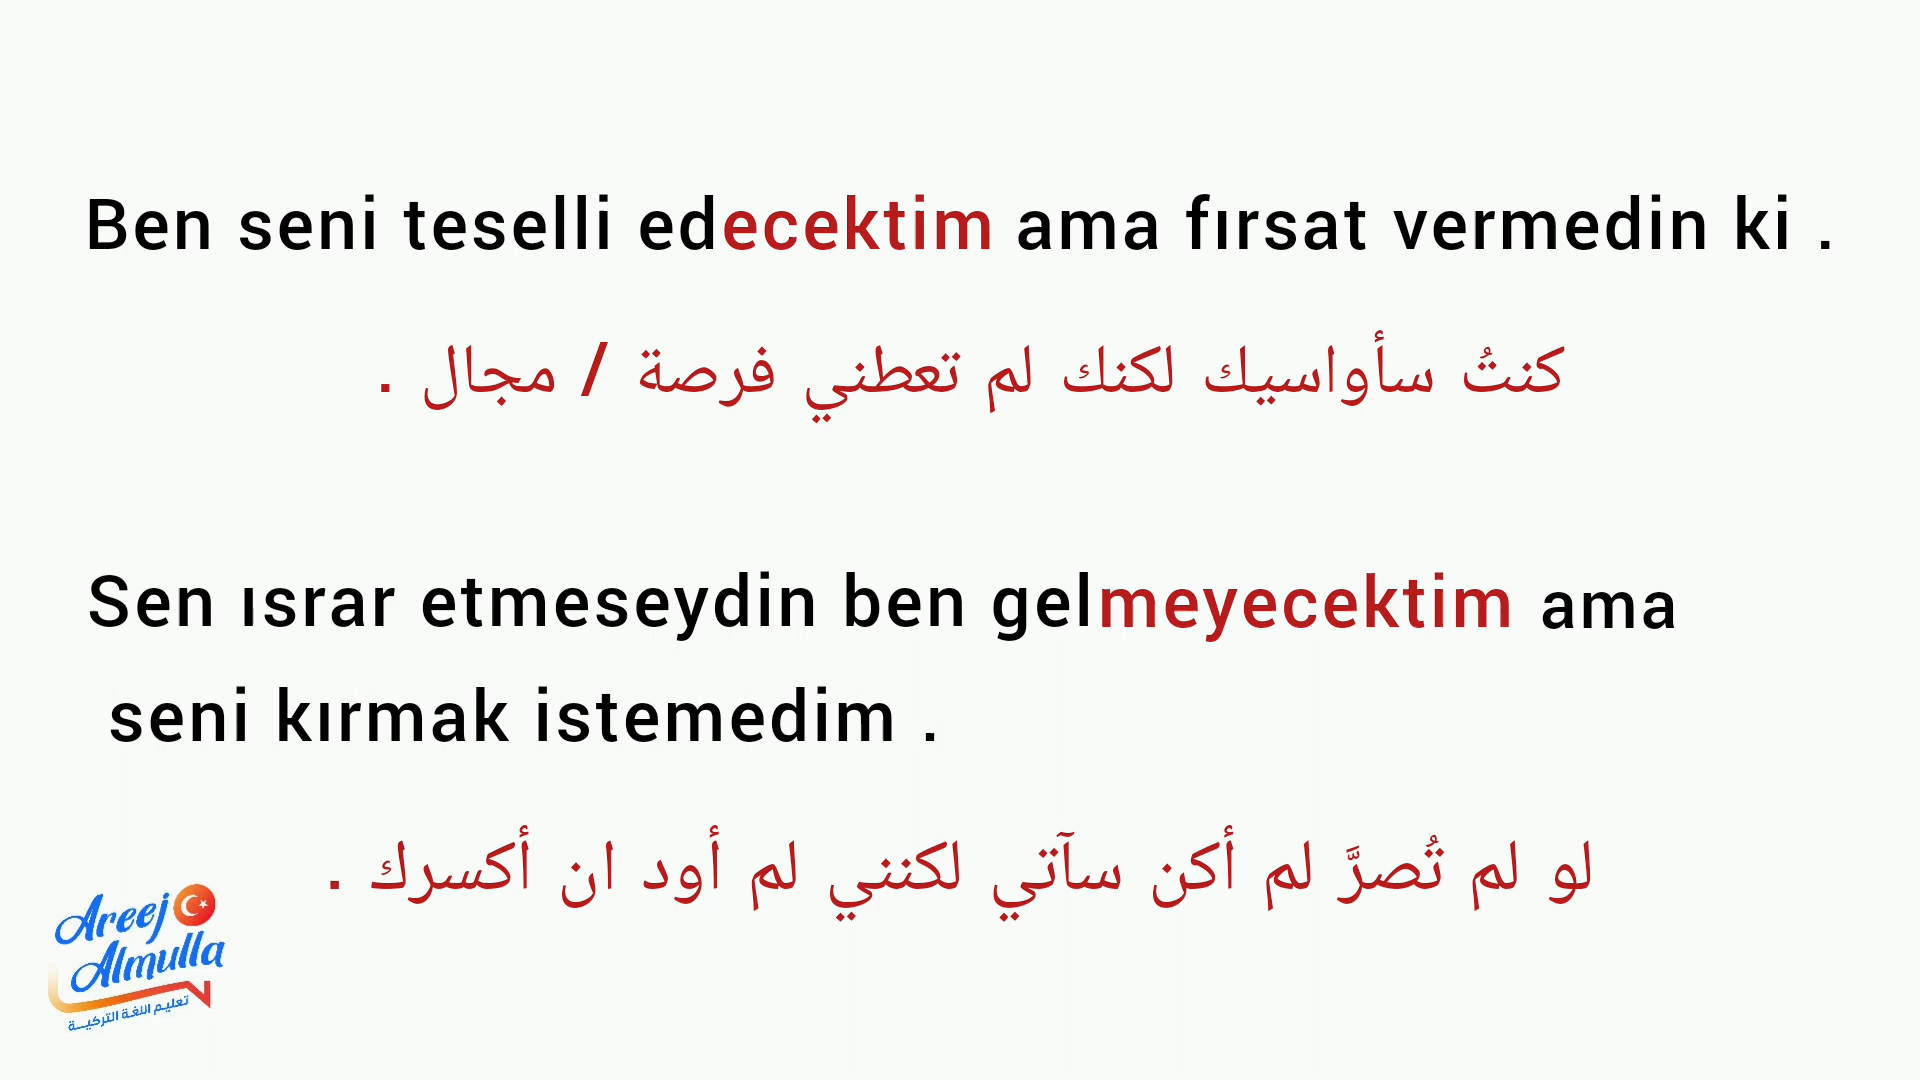 Ben seni teselli edecektim ama fırsat vermedin ki .
كنتُ سأواسيك لكنك لم تعطني فرصة / مجال .
Sen ısrar etmeseydin ben gelmeyecektim ama
seni kırmak istemedim .
لو لم تُصرَّ لم أكن سآتي لكنني لم أود ان أكسرك .
Areej
Almulla
تعليم اللغة التركيـــة